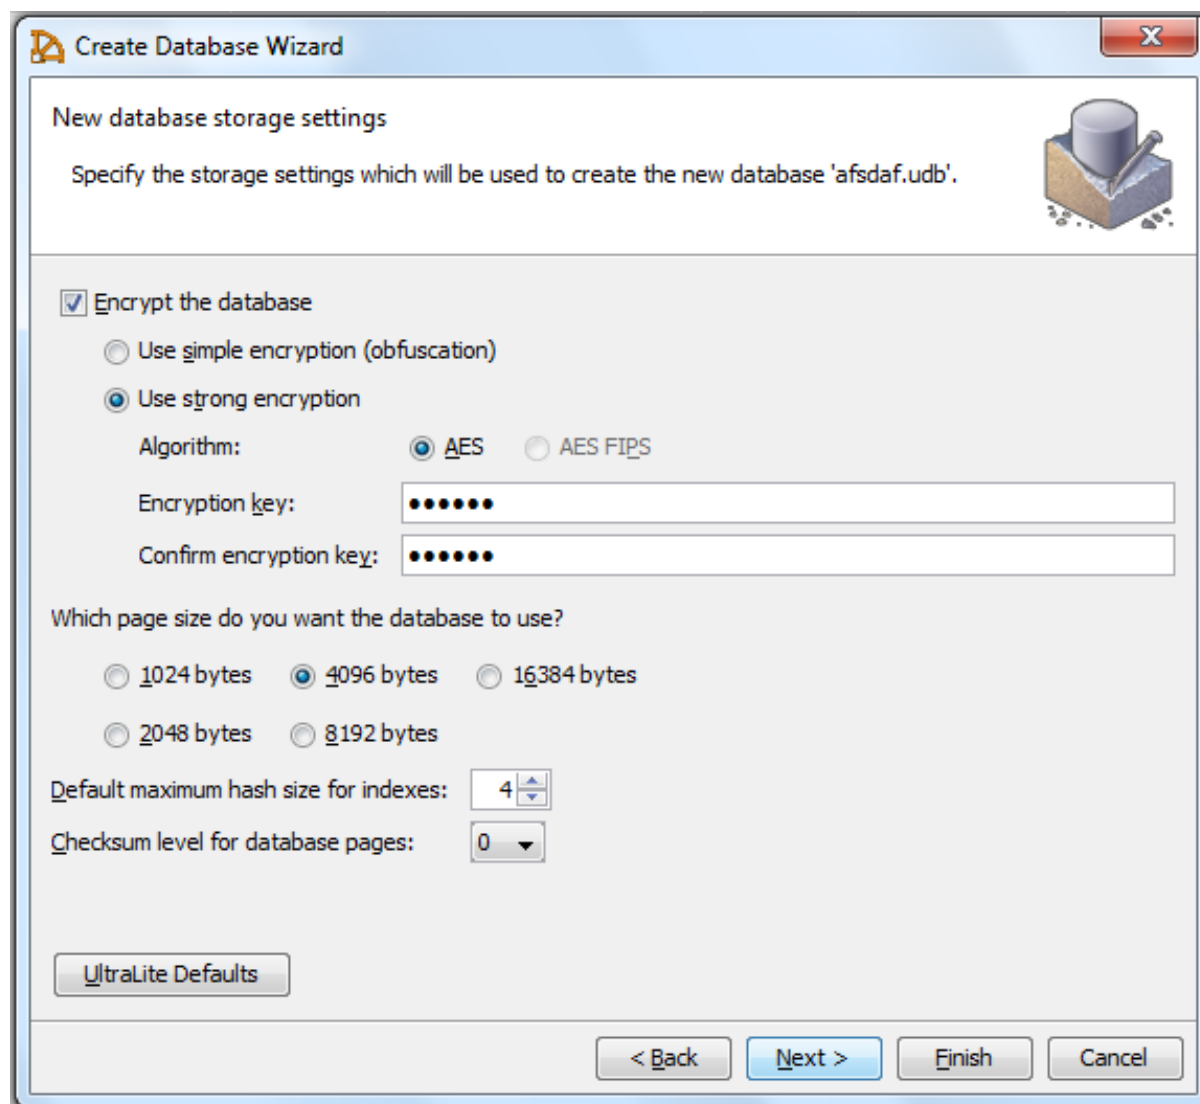 Create Database Wizard
New database storage settings
Specify the storage settings which will be used to create the new database 'afsdaf.udb'.
Encrypt the database
Use simple encryption (obfuscation)
Use strong encryption
Algorithm: AES AES FIPS
Encryption key: ●●●●●●
Confirm encryption key: ●●●●●●
Which page size do you want the database to use?
1024 bytes 4096 bytes 16384 bytes
2048 bytes 8192 bytes
Default maximum hash size for indexes: 4
Checksum level for database pages: 0
UltraLite Defaults
< Back Next > Finish Cancel